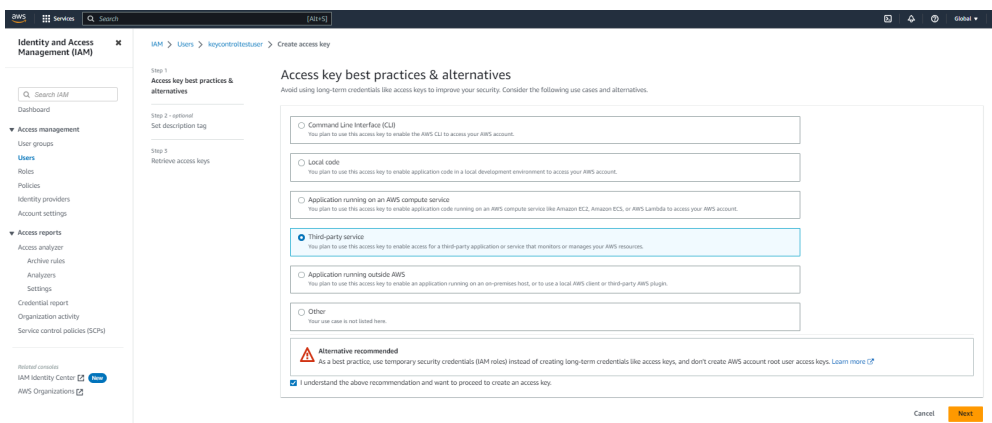 aws Services Search [Alt+S] Global
Identity and Access Management (IAM)
Search IAM
Dashboard
Access management
User groups
Users
Roles
Policies
Identity providers
Account settings
Access reports
Access analyzer
Archive rules
Analyzers
Settings
Credential report
Organization activity
Service control policies (SCPs)
Related consoles
IAM Identity Center New
AWS Organizations
IAM > Users > keycontroltestuser > Create access key
Step 1
Access key best practices &
alternatives
Step 2 - optional
Set description tag
Step 3
Retrieve access keys
Access key best practices & alternatives
Avoid using long-term credentials like access keys to improve your security. Consider the following use cases and alternatives.
Command Line Interface (CLI)
You plan to use this access key to enable the AWS CLI to access your AWS account.
Local code
You plan to use this access key to enable application code in a local development environment to access your AWS account.
Application running on an AWS compute service
You plan to use this access key to enable application code running on an AWS compute service like Amazon EC2, Amazon ECS, or AWS Lambda to access your AWS account.
Third-party service
You plan to use this access key to enable access for a third-party application or service that monitors or manages your AWS resources.
Application running outside AWS
You plan to use this access key to enable an application running on an on-premises host, or to use a local AWS client or third-party AWS plugin.
Other
Your use case is not listed here.
Alternative recommended
As a best practice, use temporary security credentials (IAM roles) instead of creating long-term credentials like access keys, and don't create AWS account root user access keys. Learn more
I understand the above recommendation and want to proceed to create an access key.
Cancel Next